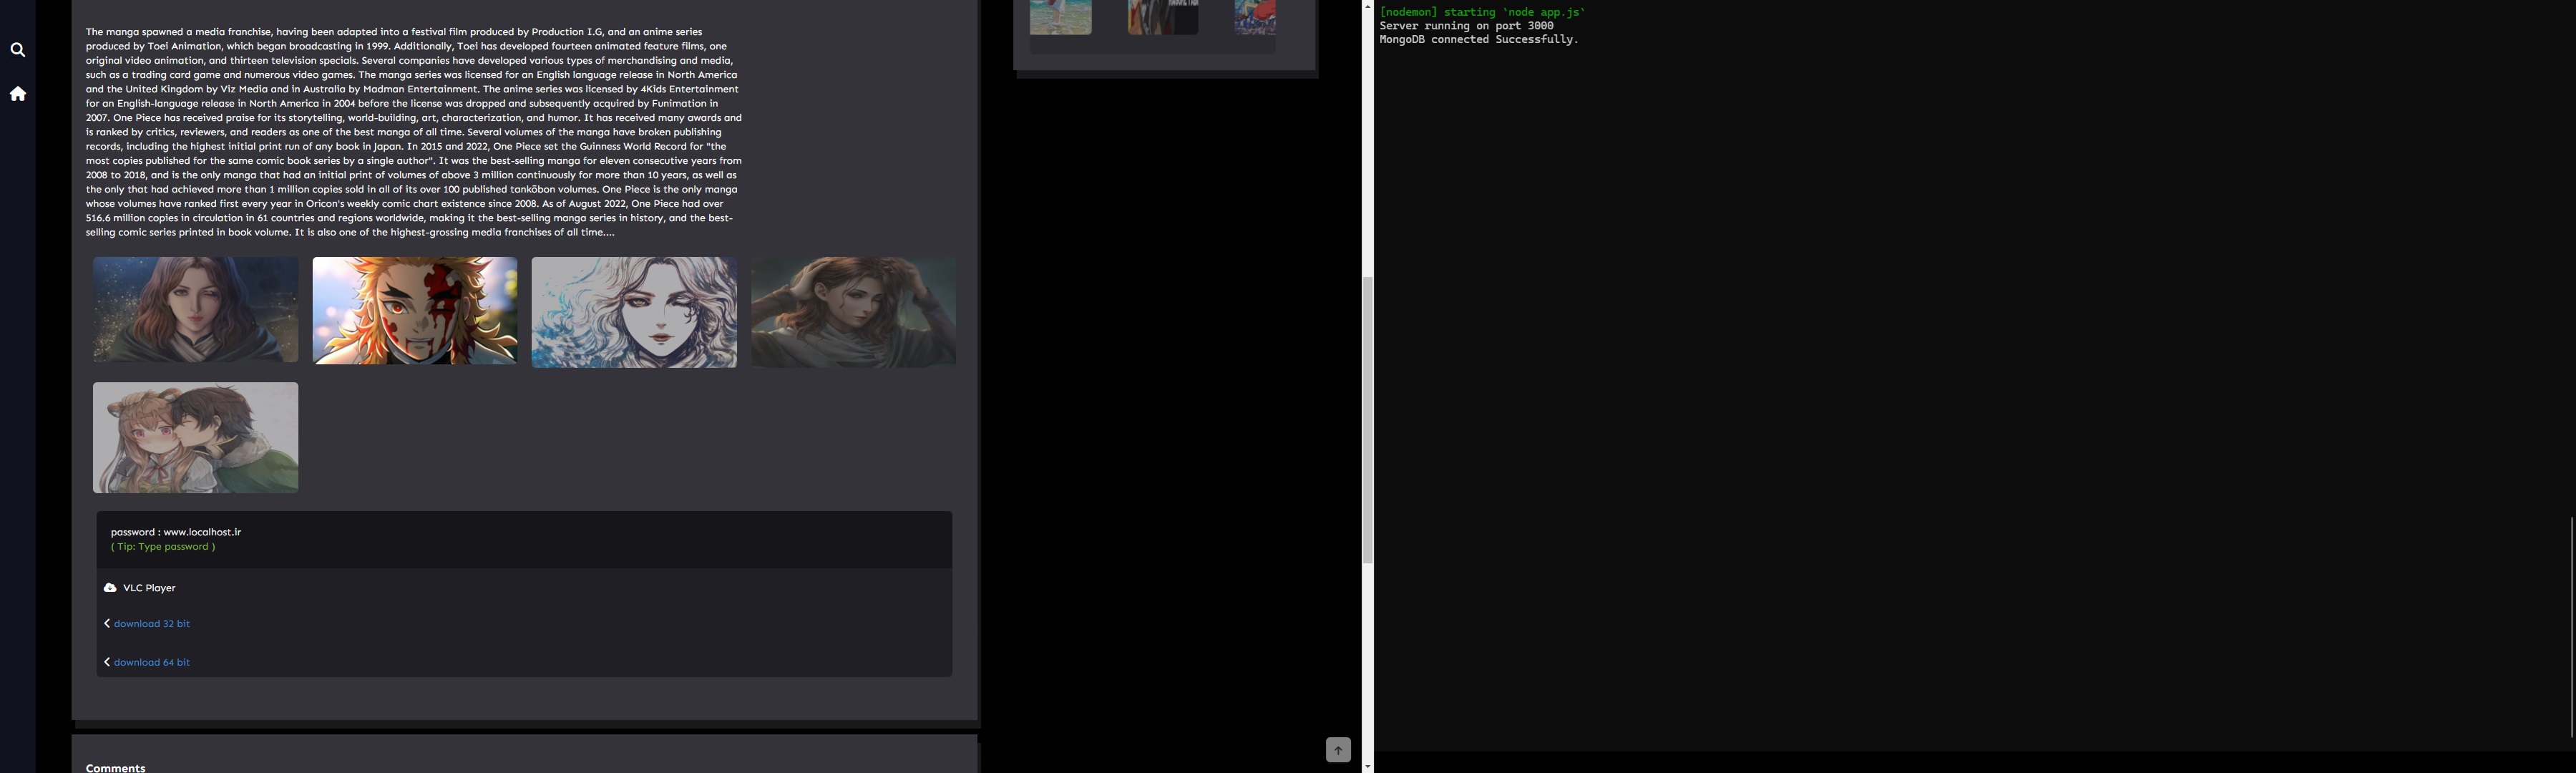 The manga spawned a media franchise, having been adapted into a festival film produced by Production I.G, and an anime series
produced by Toei Animation, which began broadcasting in 1999. Additionally, Toei has developed fourteen animated feature films, one
original video animation, and thirteen television specials. Several companies have developed various types of merchandising and media,
such as a trading card game and numerous video games. The manga series was licensed for an English language release in North America
and the United Kingdom by Viz Media and in Australia by Madman Entertainment. The anime series was licensed by 4Kids Entertainment
for an English-language release in North America in 2004 before the license was dropped and subsequently acquired by Funimation in
2007. One Piece has received praise for its storytelling, world-building, art, characterization, and humor. It has received many awards and
is ranked by critics, reviewers, and readers as one of the best manga of all time. Several volumes of the manga have broken publishing
records, including the highest initial print run of any book in Japan. In 2015 and 2022, One Piece set the Guinness World Record for "the
most copies published for the same comic book series by a single author". It was the best-selling manga for eleven consecutive years from
2008 to 2018, and is the only manga that had an initial print of volumes of above 3 million continuously for more than 10 years, as well as
the only that had achieved more than 1 million copies sold in all of its over 100 published tankōbon volumes. One Piece is the only manga
whose volumes have ranked first every year in Oricon's weekly comic chart existence since 2008. As of August 2022, One Piece had over
516.6 million copies in circulation in 61 countries and regions worldwide, making it the best-selling manga series in history, and the best-
selling comic series printed in book volume. It is also one of the highest-grossing media franchises of all time....
password : www.localhost.ir
( Tip: Type password )
VLC Player
download 32 bit
download 64 bit
Comments
[nodemon] starting `node app.js`
Server running on port 3000
MongoDB connected Successfully.